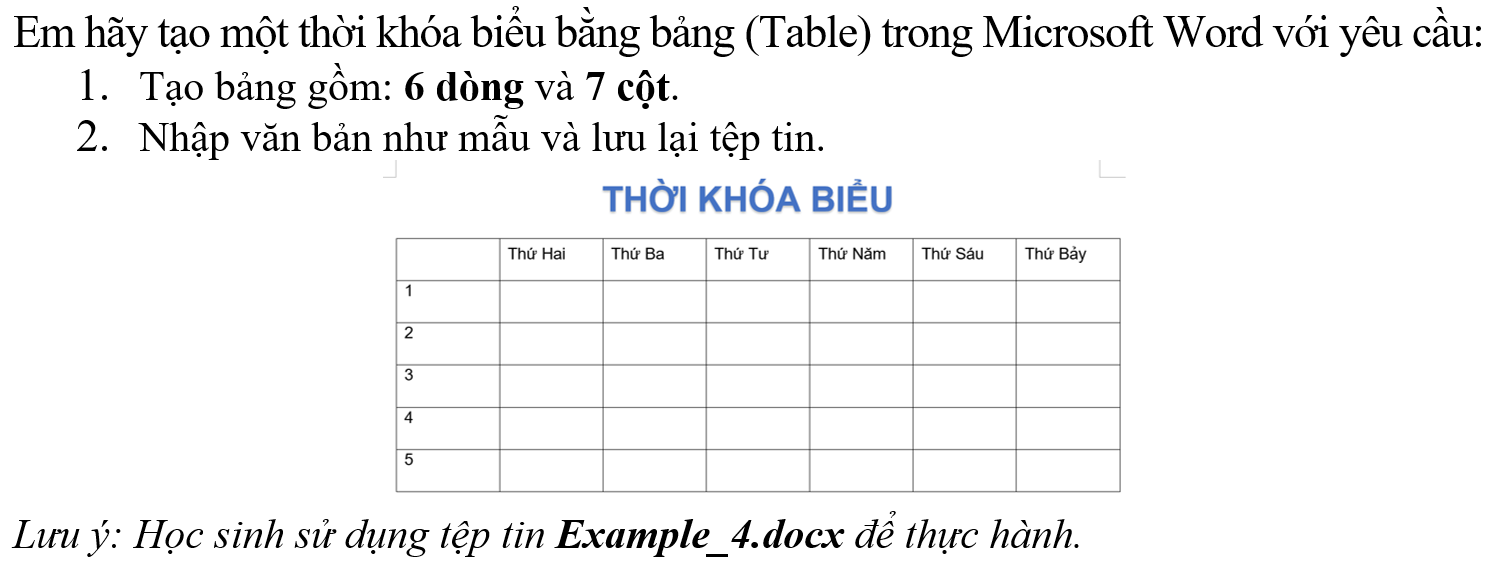 Em hãy tạo một thời khóa biểu bằng bảng (Table) trong Microsoft Word với yêu cầu:
1. Tạo bảng gồm: 6 dòng và 7 cột.
2. Nhập văn bản như mẫu và lưu lại tệp tin.
THỜI KHÓA BIỂU
Thứ Hai Thứ Ba Thứ Tư Thứ Năm Thứ Sáu Thứ Bảy
1
2
3
4
5
Lưu ý: Học sinh sử dụng tệp tin Example_4.docx để thực hành.